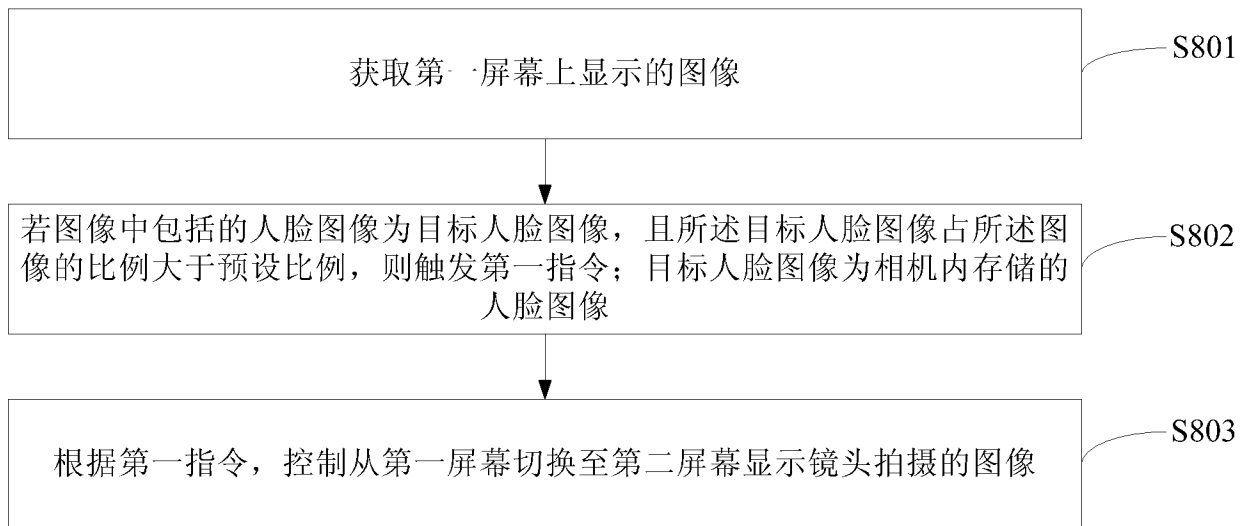 获取第一屏幕上显示的图像
S801
若图像中包括的人脸图像为目标人脸图像，且所述目标人脸图像占所述图
像的比例大于预设比例，则触发第一指令；目标人脸图像为相机内存储的
人脸图像
S802
根据第一指令，控制从第一屏幕切换至第二屏幕显示镜头拍摄的图像
S803